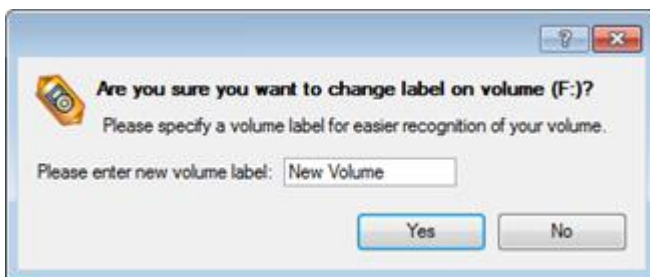 Are you sure you want to change label on volume (F:)?
Please specify a volume label for easier recognition of your volume.
Please enter new volume label: New Volume
Yes No